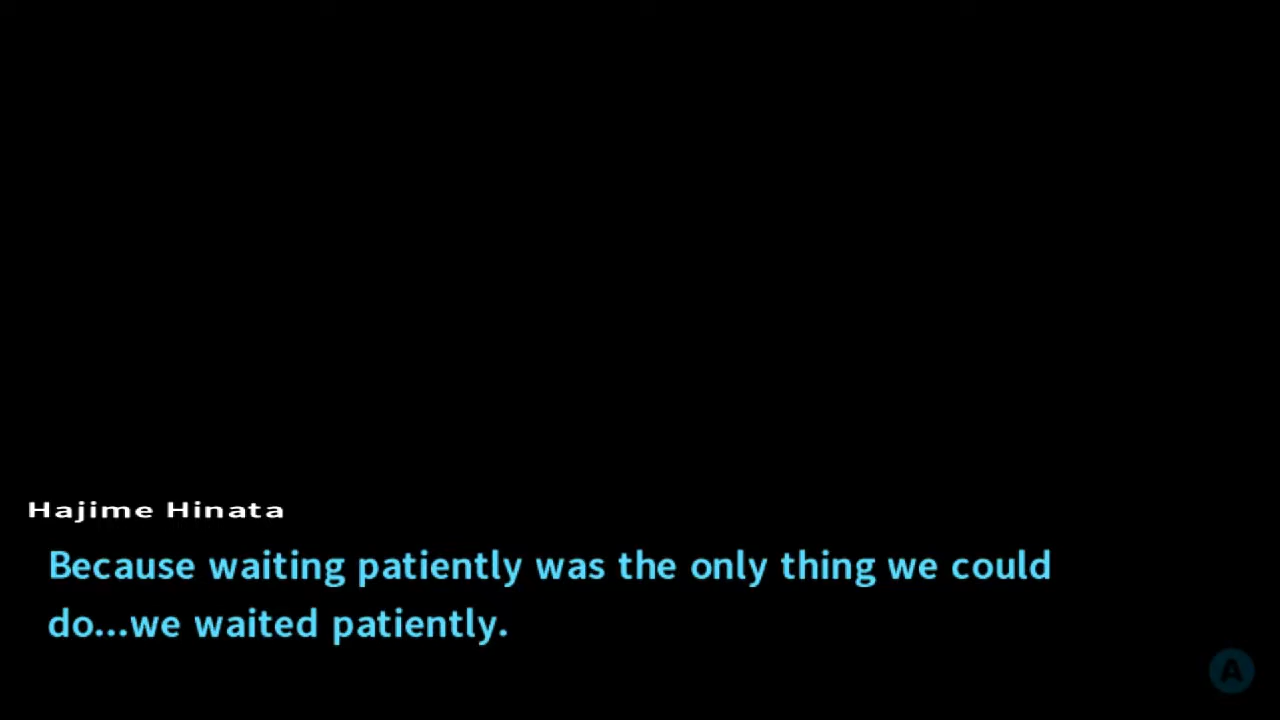 Hajime Hinata
Because waiting patiently was the only thing we could
do...we waited patiently.
A